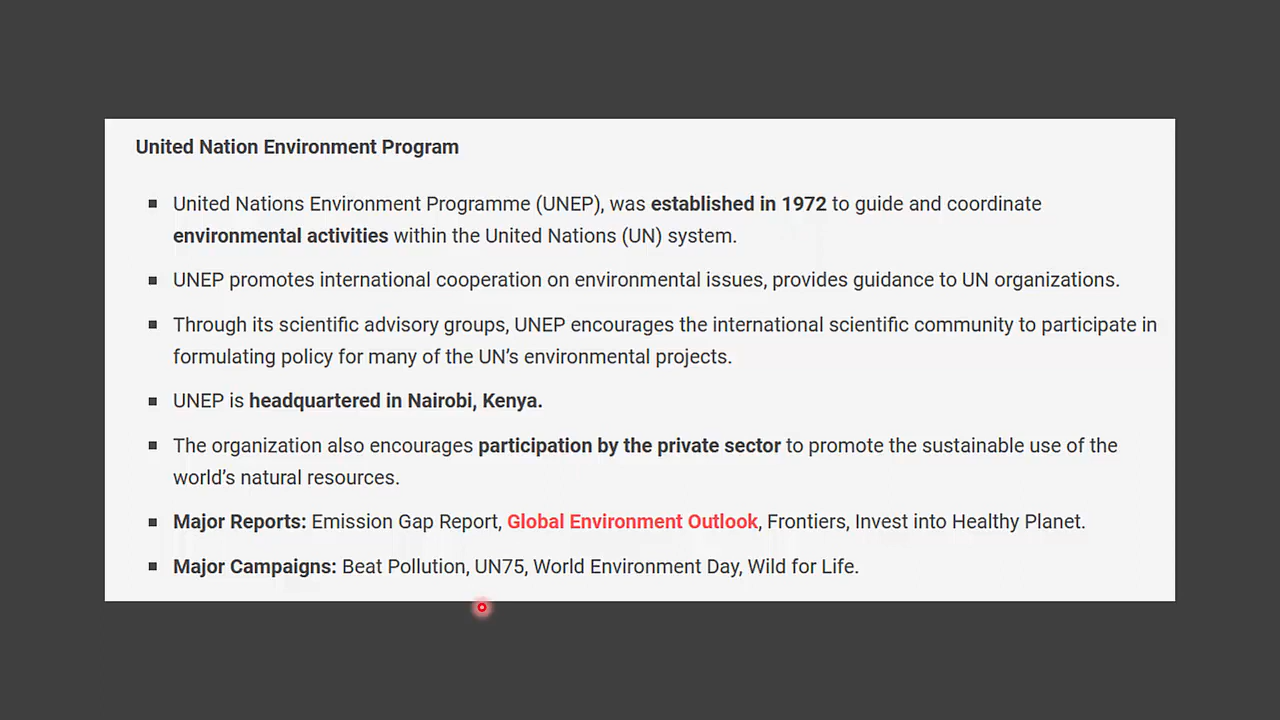 United Nation Environment Program
▪ United Nations Environment Programme (UNEP), was established in 1972 to guide and coordinate
environmental activities within the United Nations (UN) system.
▪ UNEP promotes international cooperation on environmental issues, provides guidance to UN organizations.
▪ Through its scientific advisory groups, UNEP encourages the international scientific community to participate in
formulating policy for many of the UN’s environmental projects.
▪ UNEP is headquartered in Nairobi, Kenya.
▪ The organization also encourages participation by the private sector to promote the sustainable use of the
world’s natural resources.
▪ Major Reports: Emission Gap Report, Global Environment Outlook, Frontiers, Invest into Healthy Planet.
▪ Major Campaigns: Beat Pollution, UN75, World Environment Day, Wild for Life.